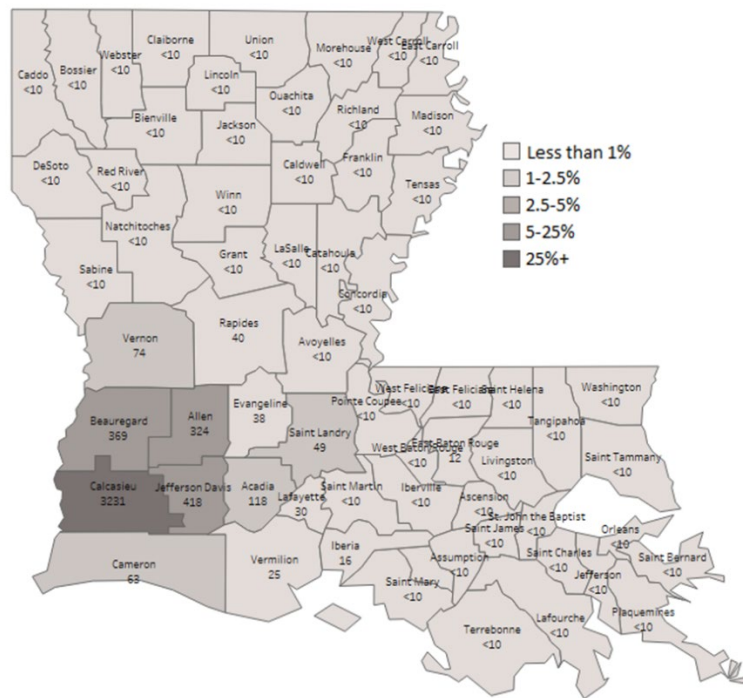 Claiborne
<10
Union
<10
Morehouse
<10
West Carroll
<10
East Carroll
<10
Webster
<10
Bossier
<10
Caddo
<10
Lincoln
<10
Ouachita
<10
Richland
<10
Madison
<10
Bienville
<10
Jackson
<10
Less than 1%
1-2.5%
2.5-5%
5-25%
25%+
DeSoto
<10
Red River
<10
Caldwell
<10
Franklin
<10
Tensas
<10
Winn
<10
Natchitoches
<10
Sabine
<10
Grant
<10
LaSalle
<10
Catahoula
<10
Concordia
<10
Vernon
74
Rapides
40
Avoyelles
<10
Beauregard
369
Allen
324
Evangeline
38
Saint Landry
49
Pointe Coupee
<10
West Feliciana
<10
East Feliciana
<10
Saint Helena
<10
Washington
<10
Tangipahoa
<10
West Baton Rouge
<10
East Baton Rouge
12
Livingston
<10
Saint Tammany
<10
Calcasieu
3231
Jefferson Davis
418
Acadia
118
Lafayette
30
Saint Martin
<10
Iberville
<10
Ascension
<10
Saint James
<10
St. John the Baptist
Orleans
<10
Cameron
63
Vermilion
25
Iberia
16
Saint Mary
<10
Assumption
<10
Saint Charles
<10
Jefferson
<10
Saint Bernard
<10
Plaquemines
<10
Terrebonne
<10
Lafourche
<10